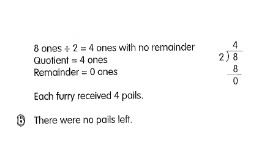 8 ones ÷ 2 = 4 ones with no remainder
Quotient = 4 ones
Remainder = 0 ones
4
2 ) 8
8
0
Each furry received 4 pails.
There were no pails left.